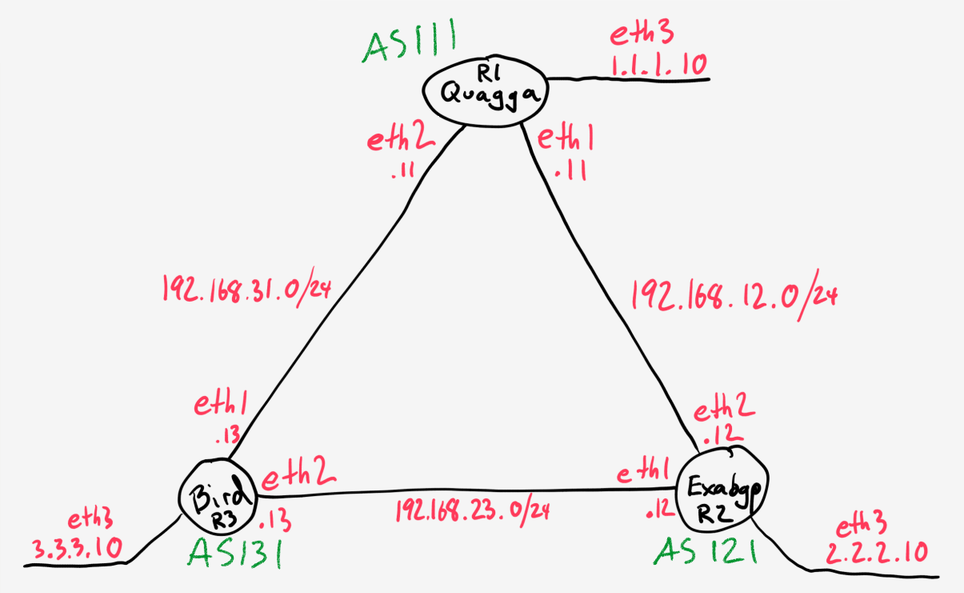 AS111
eth3
1.1.1.10
R1
Quagga
eth2
.11
eth1
.11
192.168.31.0/24
192.168.12.0/24
eth1
.13
eth2
.12
Bird
R3
eth2
.13
192.168.23.0/24
eth1
.12
Exabgp
R2
eth3
3.3.3.10
AS131
AS121
eth3
2.2.2.10